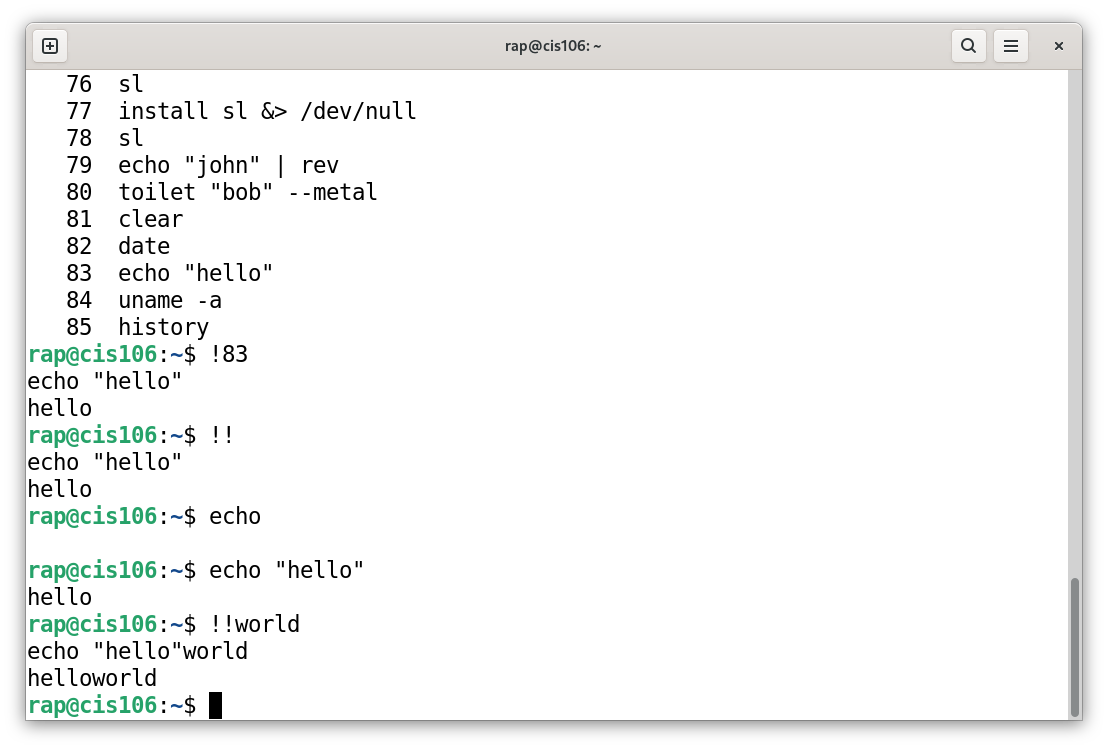 rap@cis106: ~
76  sl
77  install sl &> /dev/null
78  sl
79  echo "john" | rev
80  toilet "bob" --metal
81  clear
82  date
83  echo "hello"
84  uname -a
85  history
rap@cis106:~$ !83
echo "hello"
hello
rap@cis106:~$ !!
echo "hello"
hello
rap@cis106:~$ echo

rap@cis106:~$ echo "hello"
hello
rap@cis106:~$ !!world
echo "hello"world
helloworld
rap@cis106:~$